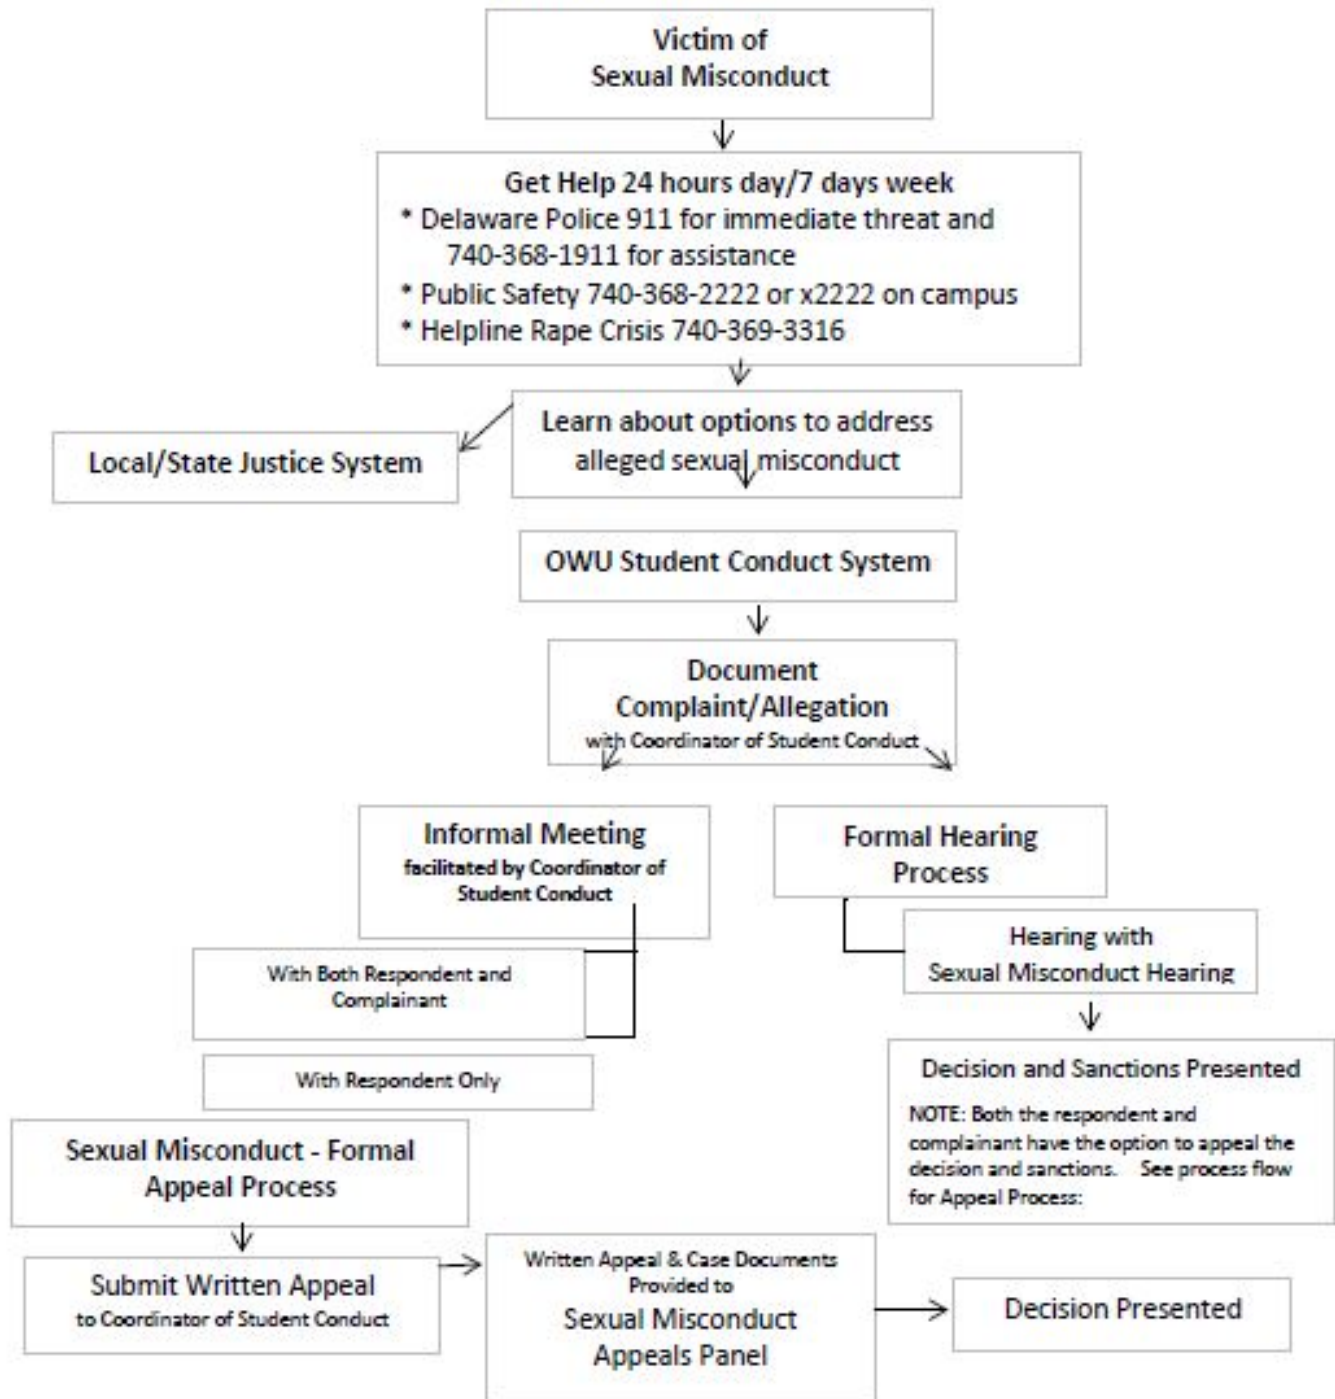 Victim of
Sexual Misconduct
Get Help 24 hours day/7 days week
* Delaware Police 911 for immediate threat and
740-368-1911 for assistance
* Public Safety 740-368-2222 or x2222 on campus
* Helpline Rape Crisis 740-369-3316
Learn about options to address
alleged sexual misconduct
Local/State Justice System
OWU Student Conduct System
Document
Complaint/Allegation
with Coordinator of Student Conduct
Informal Meeting
facilitated by Coordinator of
Student Conduct
Formal Hearing
Process
With Both Respondent and
Complainant
With Respondent Only
Hearing with
Sexual Misconduct Hearing
Decision and Sanctions Presented
NOTE: Both the respondent and
complainant have the option to appeal the
decision and sanctions. See process flow
for Appeal Process:
Sexual Misconduct - Formal
Appeal Process
Submit Written Appeal
to Coordinator of Student Conduct
Written Appeal & Case Documents
Provided to
Sexual Misconduct
Appeals Panel
Decision Presented